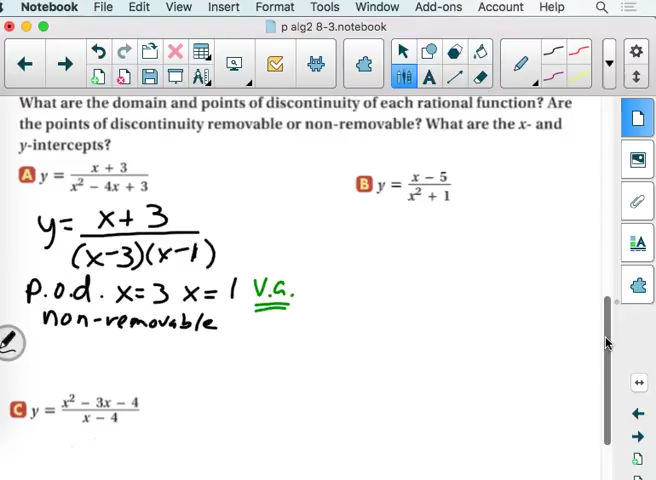 Notebook File Edit View Insert Format Tools Window Add-ons Account Help
p alg2 8-3.notebook
What are the domain and points of discontinuity of each rational function? Are
the points of discontinuity removable or non-removable? What are the x- and
y-intercepts?
A y = x + 3 / x² − 4x + 3
B y = x − 5 / x² + 1
y = x + 3 / (x-3)(x-1)
p.o.d. x=3 x=1 V.a.
non-removable
C y = x² − 3x − 4 / x − 4